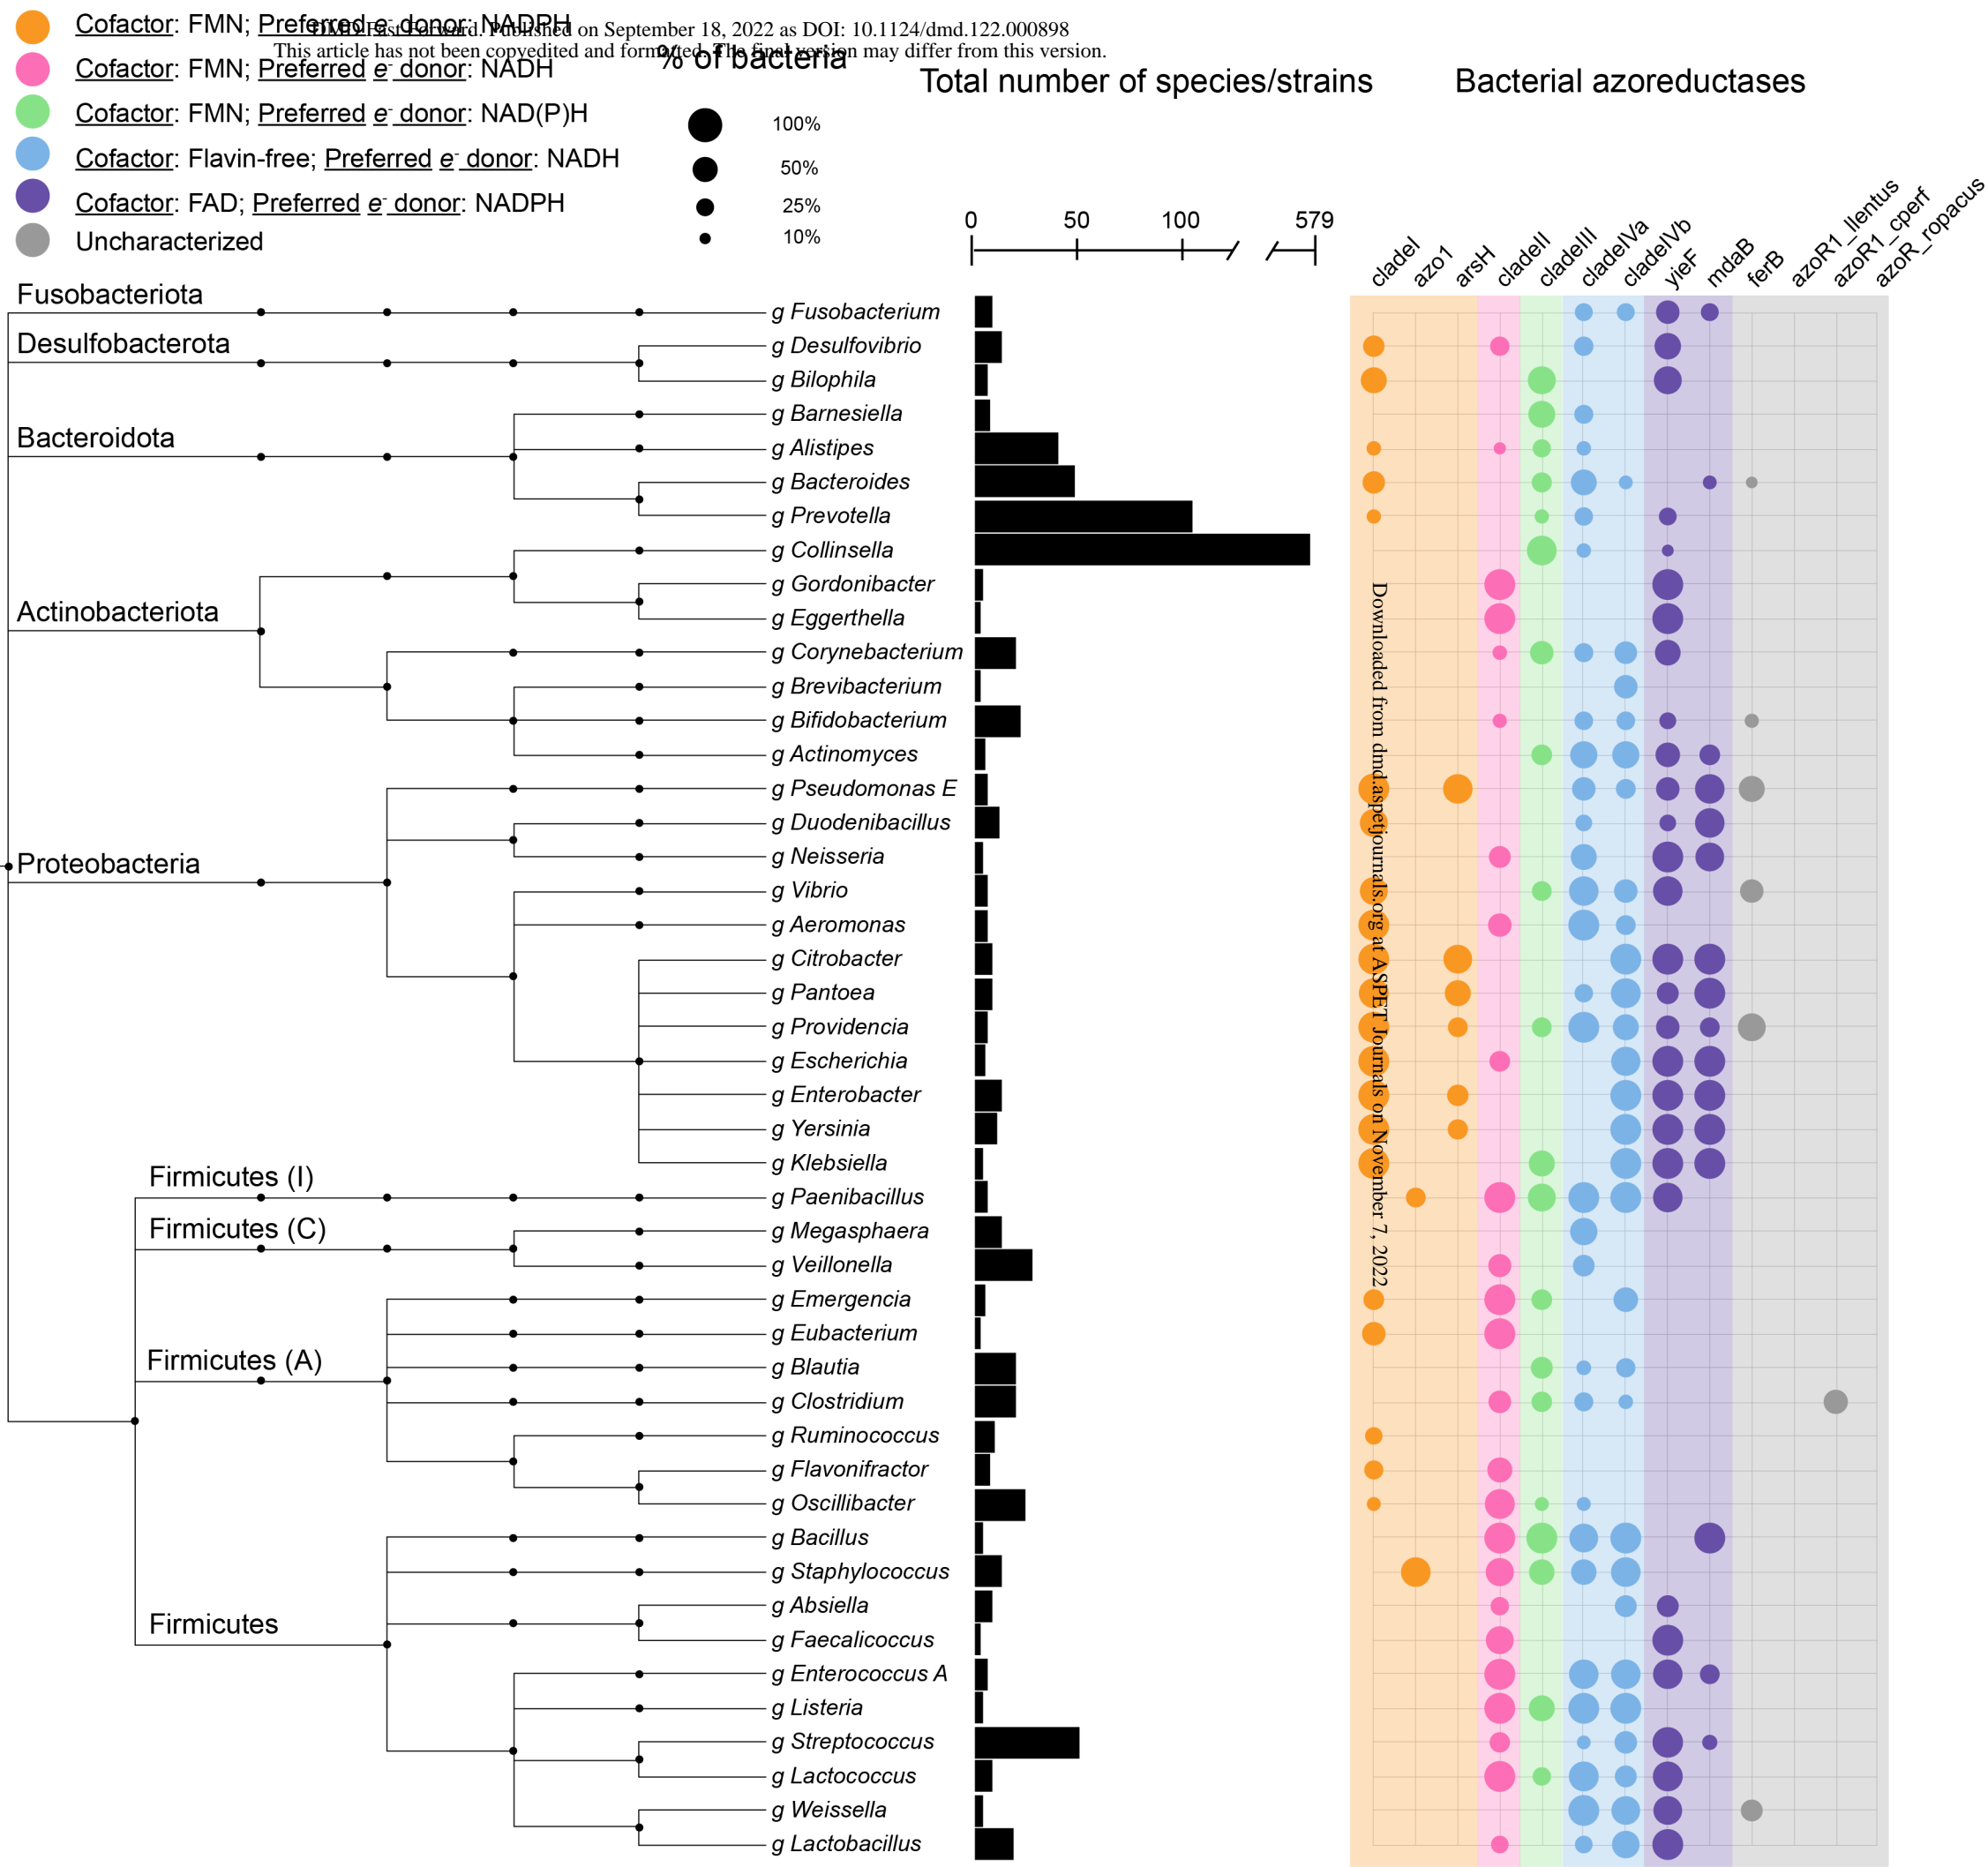 Cofactor: FMN; Preferred e- donor: NADPH
DMD Fast Forward. Published on September 18, 2022 as DOI: 10.1124/dmd.122.000898
This article has not been copyedited and formatted. The final version may differ from this version.
Cofactor: FMN; Preferred e- donor: NADH
Cofactor: FMN; Preferred e- donor: NAD(P)H
Cofactor: Flavin-free; Preferred e- donor: NADH
Cofactor: FAD; Preferred e- donor: NADPH
Uncharacterized
% of bacteria
100%
50%
25%
10%
Total number of species/strains
0 50 100 579
Bacterial azoreductases
cladeI
azo1
arsH
cladeII
cladeIII
cladeIVa
cladeIVb
yieF
mdaB
ferB
azoR1_llentus
azoR1_cperf
azoR_ropacus
Fusobacteriota
g Fusobacterium
Desulfobacterota
g Desulfovibrio
g Bilophila
Bacteroidota
g Barnesiella
g Alistipes
g Bacteroides
g Prevotella
Actinobacteriota
g Collinsella
g Gordonibacter
g Eggerthella
g Corynebacterium
g Brevibacterium
g Bifidobacterium
g Actinomyces
Proteobacteria
g Pseudomonas E
g Duodenibacillus
g Neisseria
g Vibrio
g Aeromonas
g Citrobacter
g Pantoea
g Providencia
g Escherichia
g Enterobacter
g Yersinia
g Klebsiella
Firmicutes (I)
g Paenibacillus
Firmicutes (C)
g Megasphaera
g Veillonella
Firmicutes (A)
g Emergencia
g Eubacterium
g Blautia
g Clostridium
g Ruminococcus
g Flavonifractor
g Oscillibacter
Firmicutes
g Bacillus
g Staphylococcus
g Absiella
g Faecalicoccus
g Enterococcus A
g Listeria
g Streptococcus
g Lactococcus
g Weissella
g Lactobacillus
Downloaded from dmd.aspetjournals.org at ASPET Journals on November 7, 2022